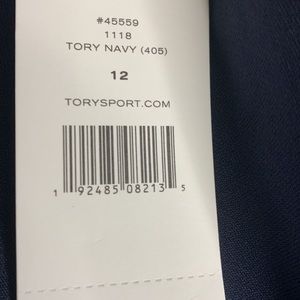 #45559
1118
TORY NAVY (405)
12
TORYSPORT.COM
1 92485 08213 5